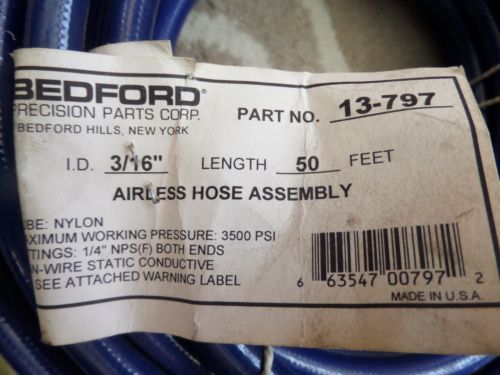 BEDFORD®
PRECISION PARTS CORP.
BEDFORD HILLS, NEW YORK
PART NO. 13-797
I.D. 3/16" LENGTH 50 FEET
AIRLESS HOSE ASSEMBLY
BE: NYLON
XIMUM WORKING PRESSURE: 3500 PSI
TTINGS: 1/4" NPS(F) BOTH ENDS
N-WIRE STATIC CONDUCTIVE
SEE ATTACHED WARNING LABEL
6 63547 00797 2
MADE IN U.S.A.